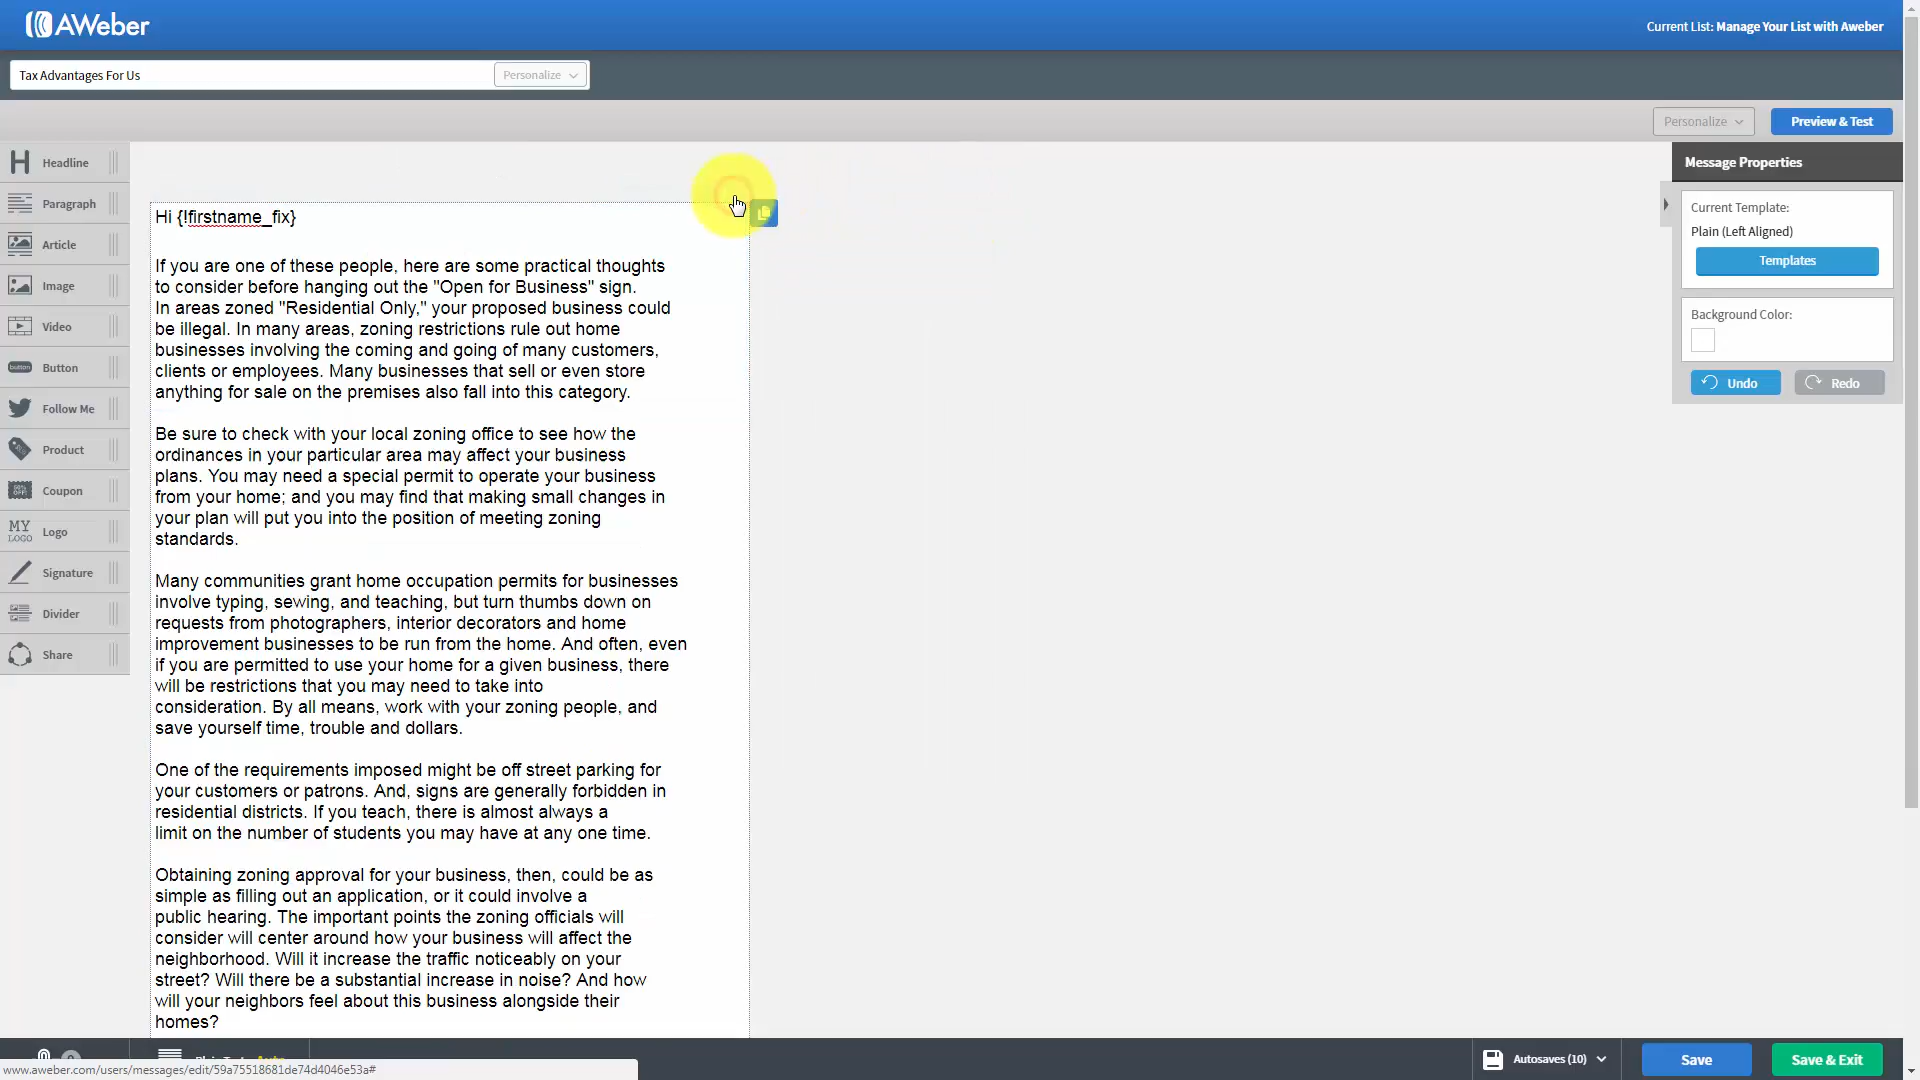 AWeber
Current List: Manage Your List with Aweber
Tax Advantages For Us
Personalize
Personalize
Preview & Test
Headline
Paragraph
Article
Image
Video
button
Button
Follow Me
Product
Coupon
MY
LOGO
Logo
Signature
Divider
Share
Hi {!firstname_fix}
If you are one of these people, here are some practical thoughts
to consider before hanging out the "Open for Business" sign.
In areas zoned "Residential Only," your proposed business could
be illegal. In many areas, zoning restrictions rule out home
businesses involving the coming and going of many customers,
clients or employees. Many businesses that sell or even store
anything for sale on the premises also fall into this category.
Be sure to check with your local zoning office to see how the
ordinances in your particular area may affect your business
plans. You may need a special permit to operate your business
from your home; and you may find that making small changes in
your plan will put you into the position of meeting zoning
standards.
Many communities grant home occupation permits for businesses
involve typing, sewing, and teaching, but turn thumbs down on
requests from photographers, interior decorators and home
improvement businesses to be run from the home. And often, even
if you are permitted to use your home for a given business, there
will be restrictions that you may need to take into
consideration. By all means, work with your zoning people, and
save yourself time, trouble and dollars.
One of the requirements imposed might be off street parking for
your customers or patrons. And, signs are generally forbidden in
residential districts. If you teach, there is almost always a
limit on the number of students you may have at any one time.
Obtaining zoning approval for your business, then, could be as
simple as filling out an application, or it could involve a
public hearing. The important points the zoning officials will
consider will center around how your business will affect the
neighborhood. Will it increase the traffic noticeably on your
street? Will there be a substantial increase in noise? And how
will your neighbors feel about this business alongside their
homes?
Message Properties
Current Template:
Plain (Left Aligned)
Templates
Background Color:
Undo
Redo
www.aweber.com/users/messages/edit/59a75518681de74d4046e53a#
Autosaves (10)
Save
Save & Exit